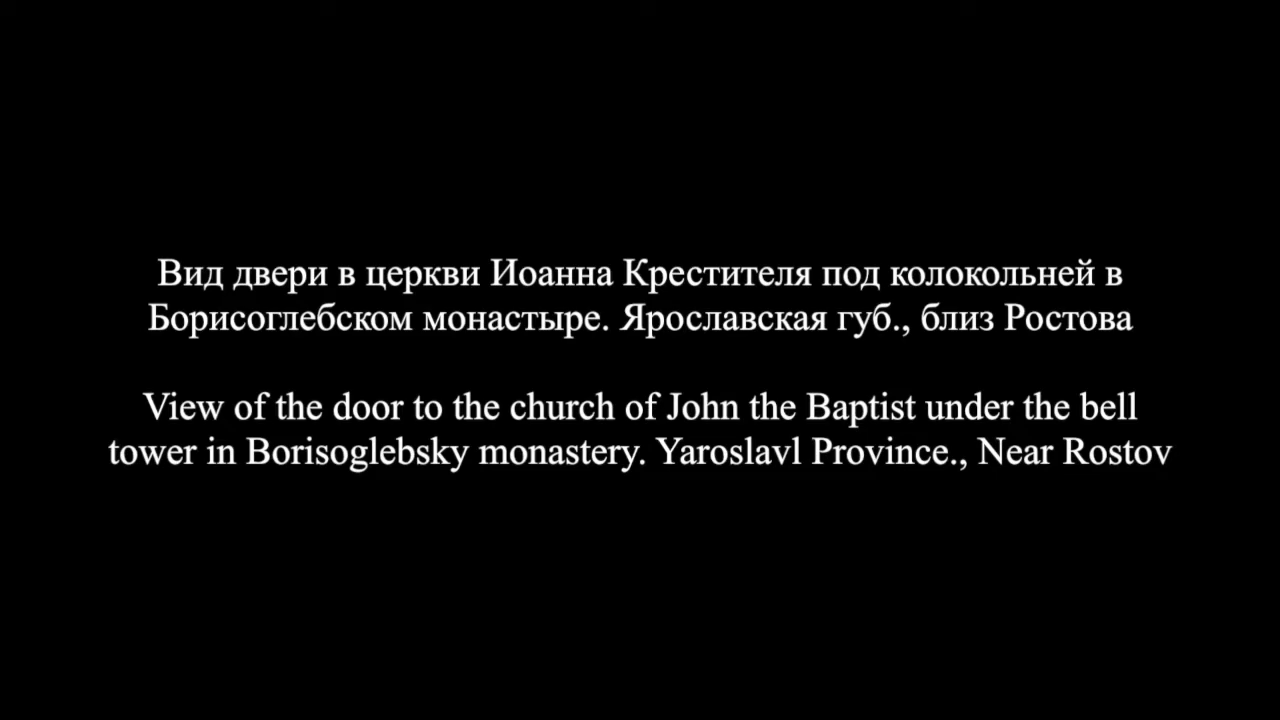 Вид двери в церкви Иоанна Крестителя под колокольней в
Борисоглебском монастыре. Ярославская губ., близ Ростова
View of the door to the church of John the Baptist under the bell
tower in Borisoglebsky monastery. Yaroslavl Province., Near Rostov